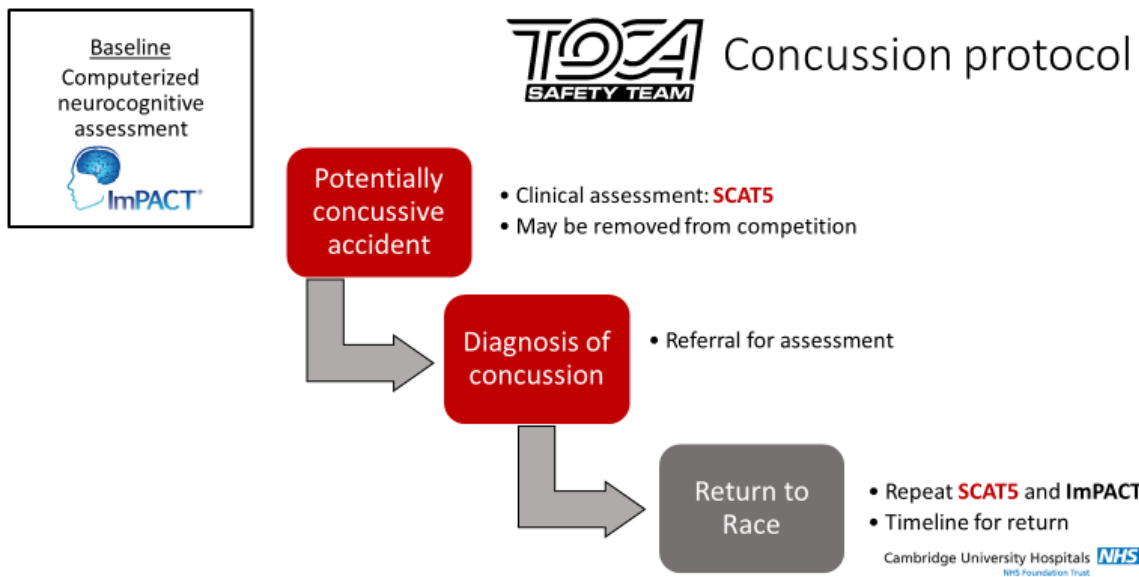 Baseline
Computerized
neurocognitive
assessment
ImPACT®
TOCA
SAFETY TEAM
Concussion protocol
Potentially
concussive
accident
• Clinical assessment: SCAT5
• May be removed from competition
Diagnosis of
concussion
• Referral for assessment
Return to
Race
• Repeat SCAT5 and ImPACT
• Timeline for return
Cambridge University Hospitals NHS
NHS Foundation Trust